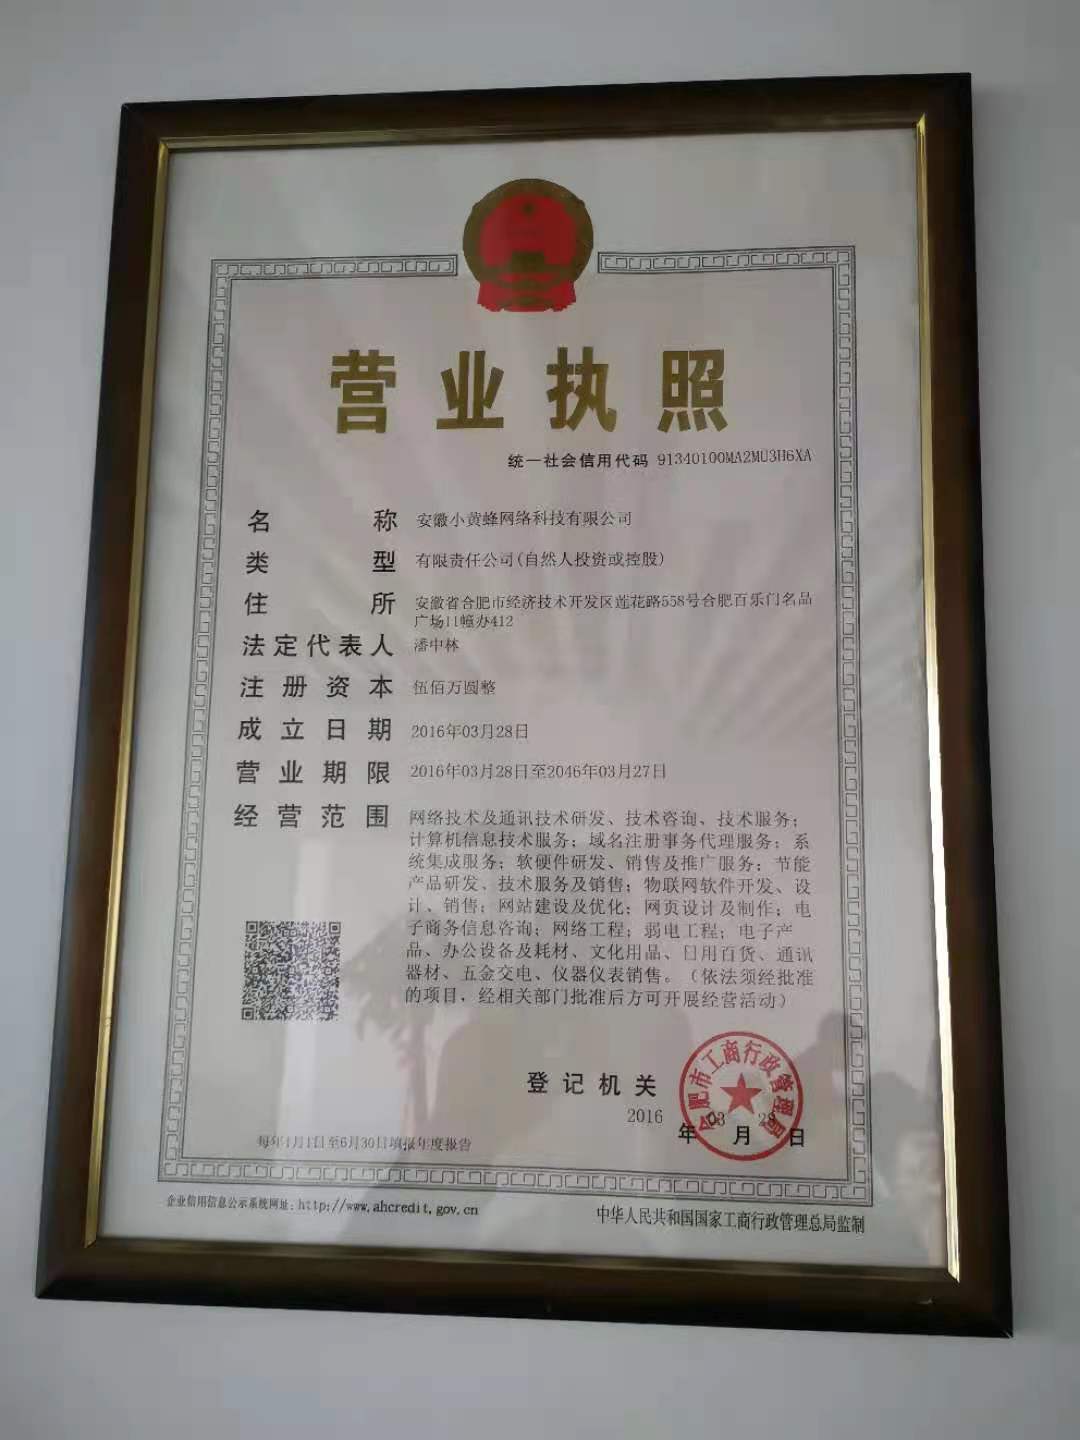 营业执照
统一社会信用代码 91340100MA2MU3H6XA
名称 安徽小黄蜂网络科技有限公司
类型 有限责任公司(自然人投资或控股)
住所 安徽省合肥市经济技术开发区莲花路558号合肥百乐门名品
广场11幢办412
法定代表人 潘中林
注册资本 伍佰万圆整
成立日期 2016年03月28日
营业期限 2016年03月28日至2046年03月27日
经营范围 网络技术及通讯技术研发、技术咨询、技术服务；
计算机信息技术服务；域名注册事务代理服务；系
统集成服务；软硬件研发、销售及推广服务；节能
产品研发、技术服务及销售；物联网软件开发、设
计、销售；网站建设及优化；网页设计及制作；电
子商务信息咨询；网络工程；弱电工程；电子产
品、办公设备及耗材、文化用品、日用百货、通讯
器材、五金交电、仪器仪表销售。（依法须经批准
的项目，经相关部门批准后方可开展经营活动）
合肥市工商行政管理局
登记机关
2016年03月28日
每年1月1日至6月30日填报年度报告
企业信用信息公示系统网址：http://www.ahcredit.gov.cn
中华人民共和国国家工商行政管理总局监制